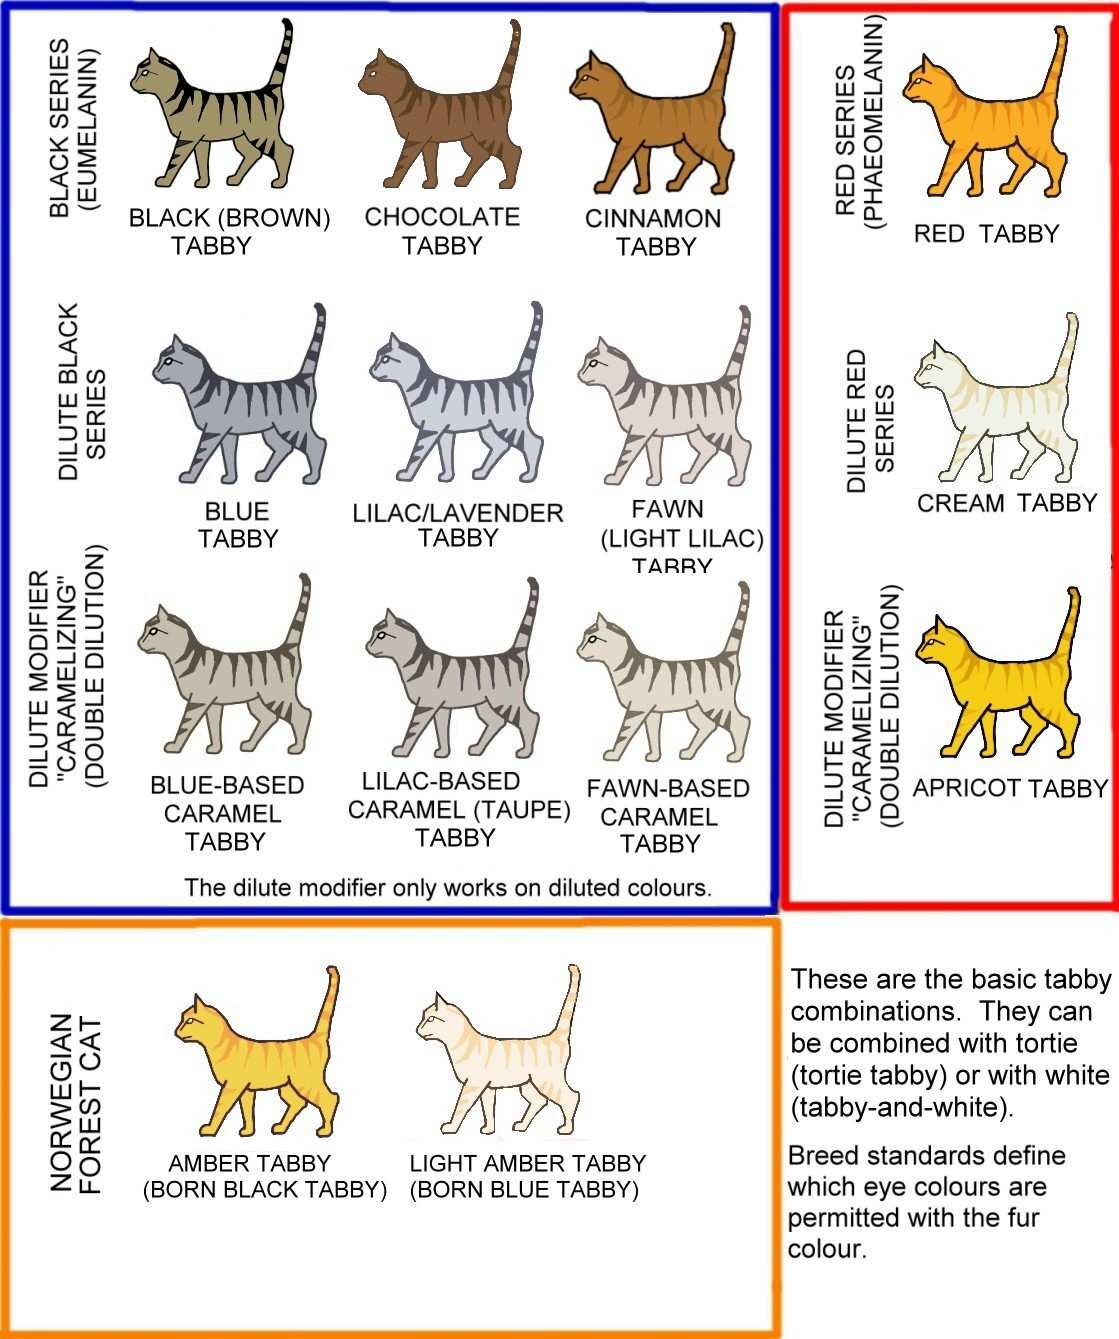 BLACK SERIES
(EUMELANIN)
BLACK (BROWN)
TABBY
CHOCOLATE
TABBY
CINNAMON
TABBY
DILUTE BLACK
SERIES
BLUE
TABBY
LILAC/LAVENDER
TABBY
FAWN
(LIGHT LILAC)
TABBY
DILUTE MODIFIER
"CARAMELIZING"
(DOUBLE DILUTION)
BLUE-BASED
CARAMEL
TABBY
LILAC-BASED
CARAMEL (TAUPE)
TABBY
FAWN-BASED
CARAMEL
TABBY
The dilute modifier only works on diluted colours.
RED SERIES
(PHAEOMELANIN)
RED TABBY
DILUTE RED
SERIES
CREAM TABBY
DILUTE MODIFIER
"CARAMELIZING"
(DOUBLE DILUTION)
APRICOT TABBY
NORWEGIAN
FOREST CAT
AMBER TABBY
(BORN BLACK TABBY)
LIGHT AMBER TABBY
(BORN BLUE TABBY)
These are the basic tabby
combinations. They can
be combined with tortie
(tortie tabby) or with white
(tabby-and-white).
Breed standards define
which eye colours are
permitted with the fur
colour.